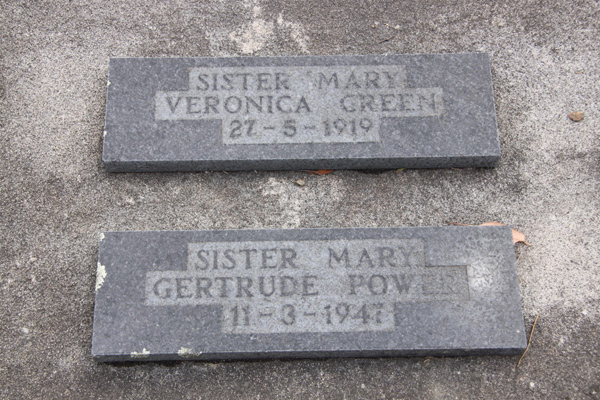 SISTER MARY
VERONICA GREEN
27-5-1919
SISTER MARY
GERTRUDE POWER
11-3-1947